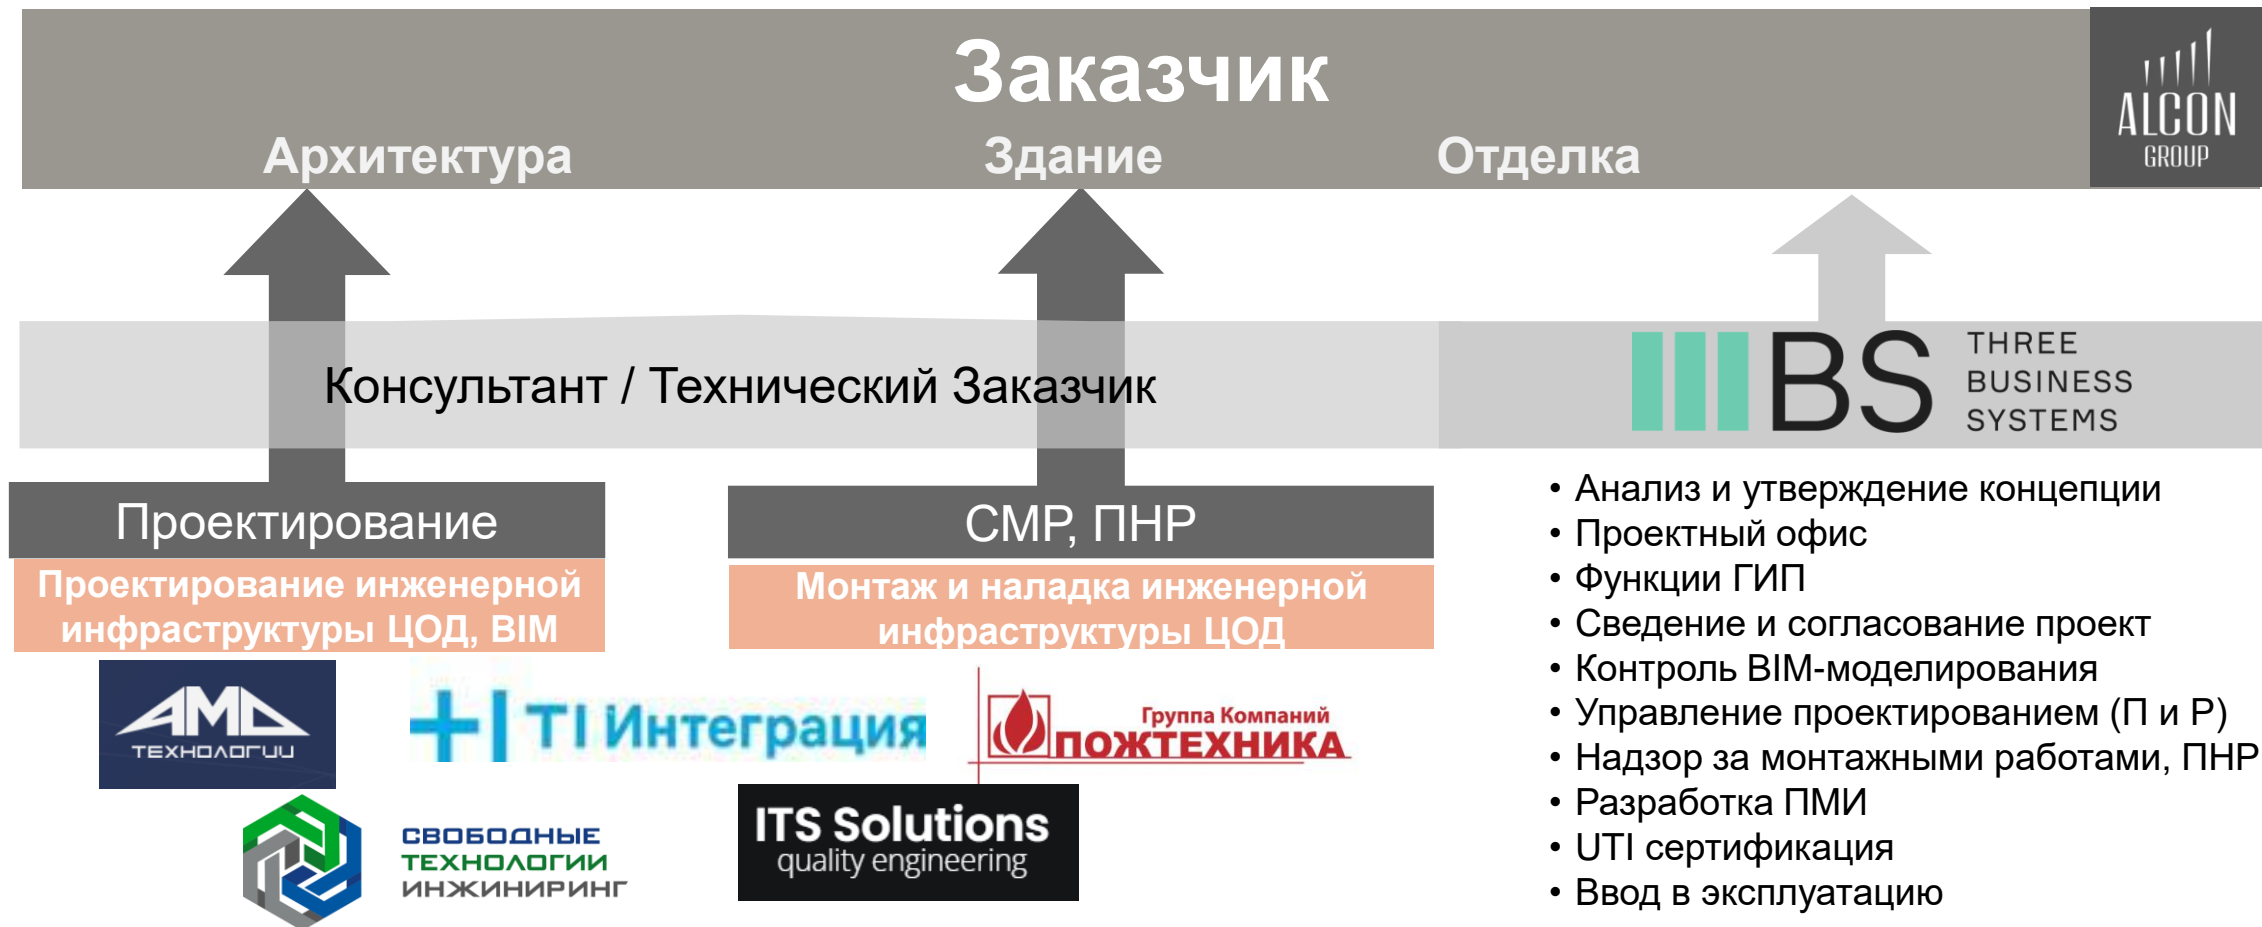 Заказчик
Архитектура Здание Отделка
ALCON
GROUP
Консультант / Технический Заказчик
BS
THREE
BUSINESS
SYSTEMS
Проектирование
Проектирование инженерной
инфраструктуры ЦОД, BIM
СМР, ПНР
Монтаж и наладка инженерной
инфраструктуры ЦОД
АМД
ТЕХНОЛОГИИ
TI Интеграция
Группа Компаний
ПОЖТЕХНИКА
СВОБОДНЫЕ
ТЕХНОЛОГИИ
ИНЖИНИРИНГ
ITS Solutions
quality engineering
• Анализ и утверждение концепции
• Проектный офис
• Функции ГИП
• Сведение и согласование проект
• Контроль BIM-моделирования
• Управление проектированием (П и Р)
• Надзор за монтажными работами, ПНР
• Разработка ПМИ
• UTI сертификация
• Ввод в эксплуатацию